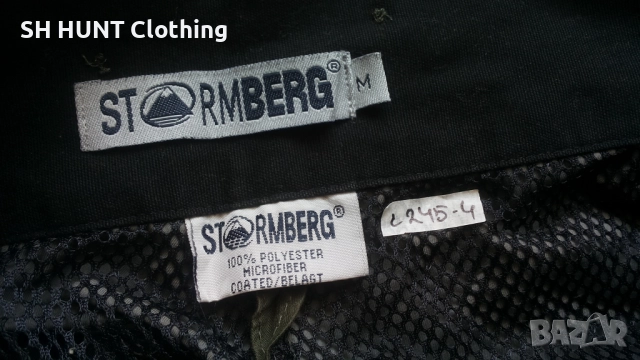 SH HUNT Clothing
STORMBERG®
M
STORMBERG®
100% POLYESTER
MICROFIBER
COATED/BELAGT
L245-4
BAZAR